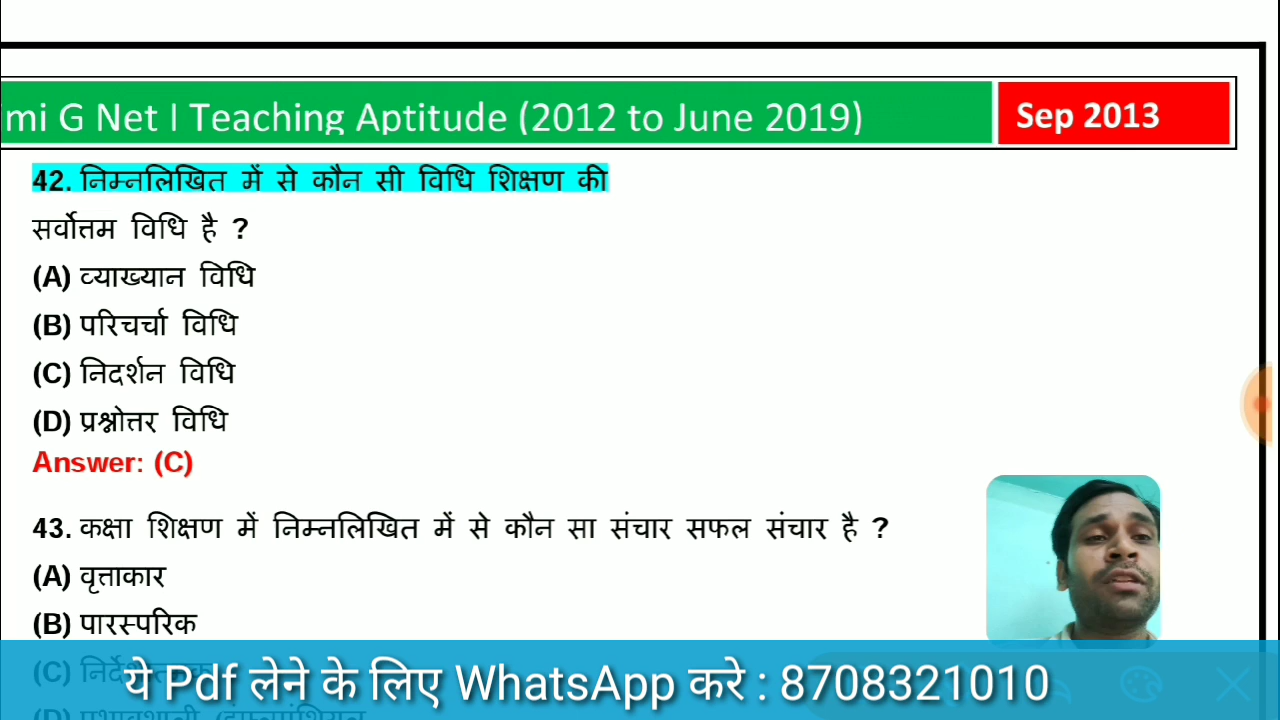 mi G Net I Teaching Aptitude (2012 to June 2019)
Sep 2013
42. निम्नलिखित में से कौन सी विधि शिक्षण की
सर्वोत्तम विधि है ?
(A) व्याख्यान विधि
(B) परिचर्चा विधि
(C) निदर्शन विधि
(D) प्रश्नोत्तर विधि
Answer: (C)
43. कक्षा शिक्षण में निम्नलिखित में से कौन सा संचार सफल संचार है ?
(A) वृत्ताकार
(B) पारस्परिक
(C)
ये Pdf लेने के लिए WhatsApp करे : 8708321010
(D)